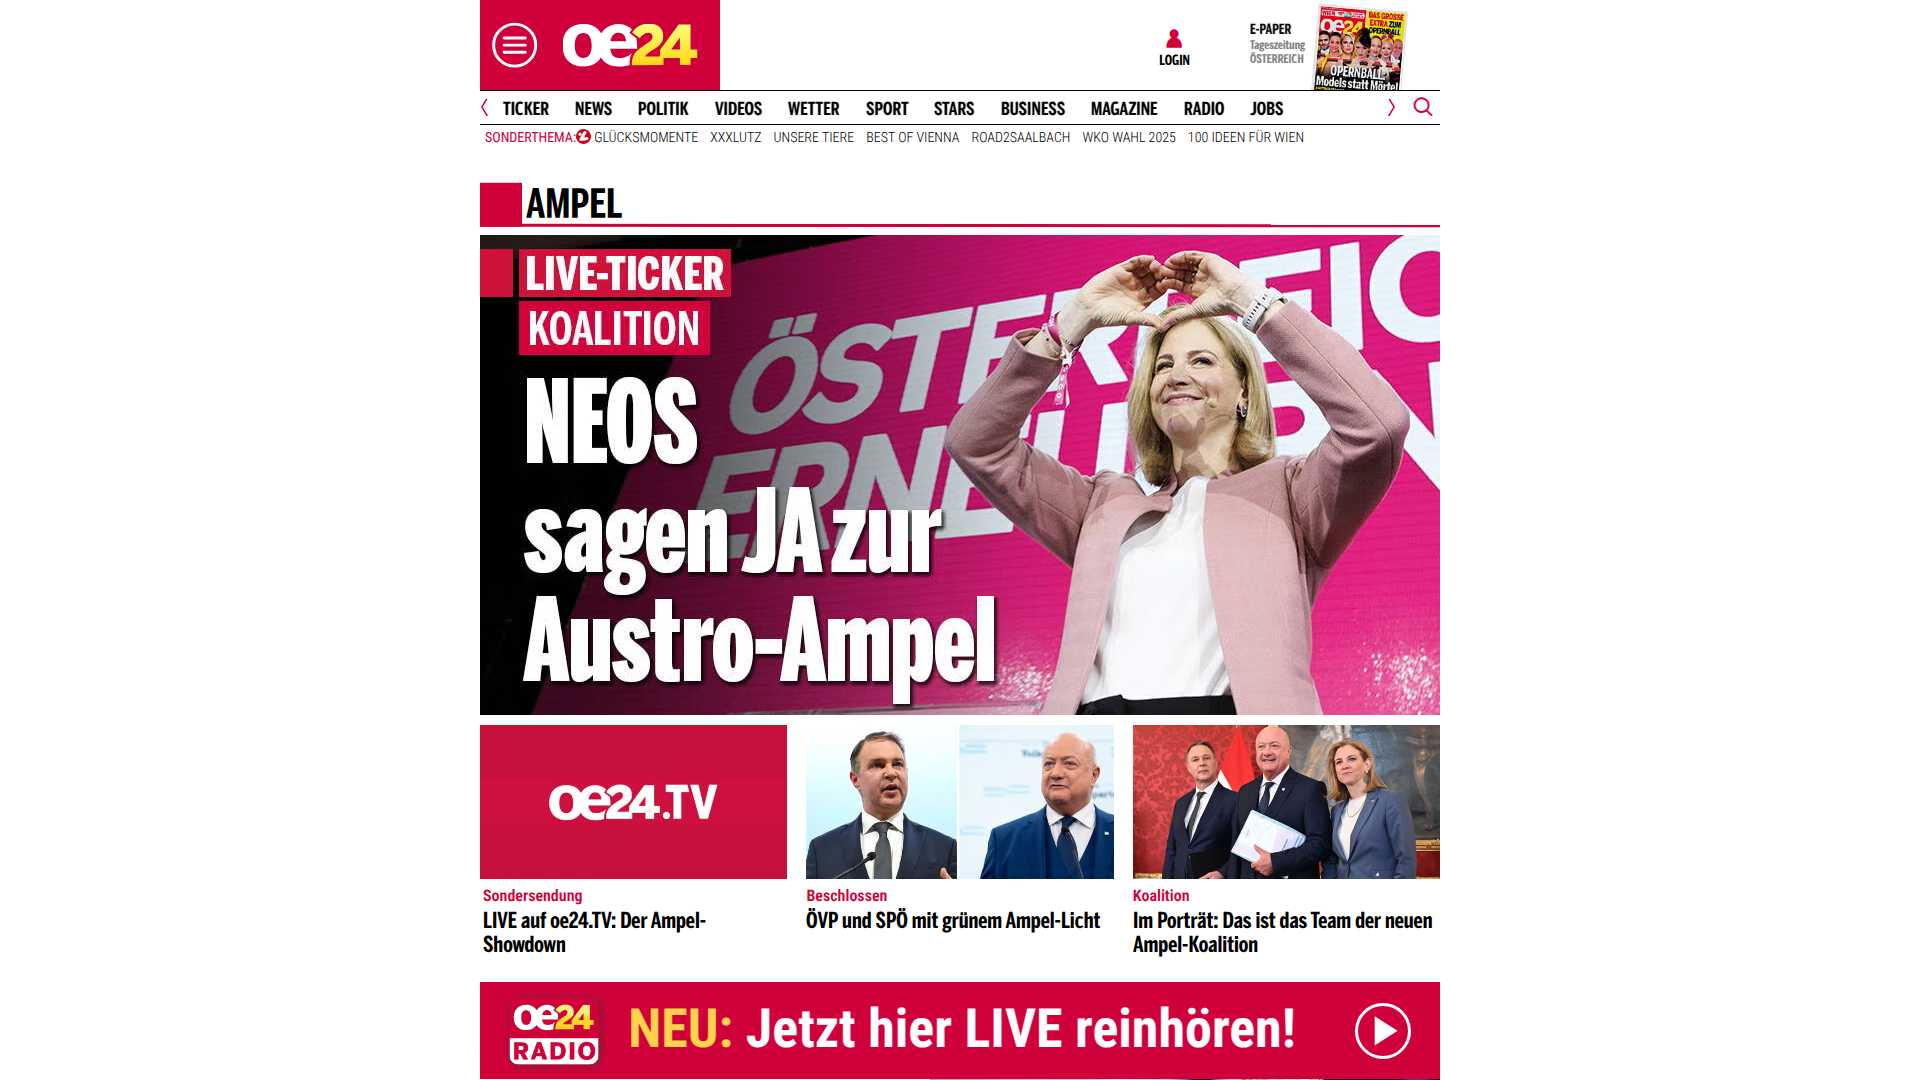 oe24
LOGIN
E-PAPER
Tageszeitung
ÖSTERREICH
DAS GROSSE
EXTRA ZUM
OPERNBALL
oe24
OPERNBALL:
Models statt Mörtel
TICKER NEWS POLITIK VIDEOS WETTER SPORT STARS BUSINESS MAGAZINE RADIO JOBS
SONDERTHEMA: GLÜCKSMOMENTE XXXLUTZ UNSERE TIERE BEST OF VIENNA ROAD2SAALBACH WKO WAHL 2025 100 IDEEN FÜR WIEN
AMPEL
LIVE-TICKER
KOALITION
NEOS
sagen JA zur
Austro-Ampel
oe24.TV
Sondersendung
LIVE auf oe24.TV: Der Ampel-
Showdown
Beschlossen
ÖVP und SPÖ mit grünem Ampel-Licht
Koalition
Im Porträt: Das ist das Team der neuen
Ampel-Koalition
oe24
RADIO
NEU: Jetzt hier LIVE reinhören!